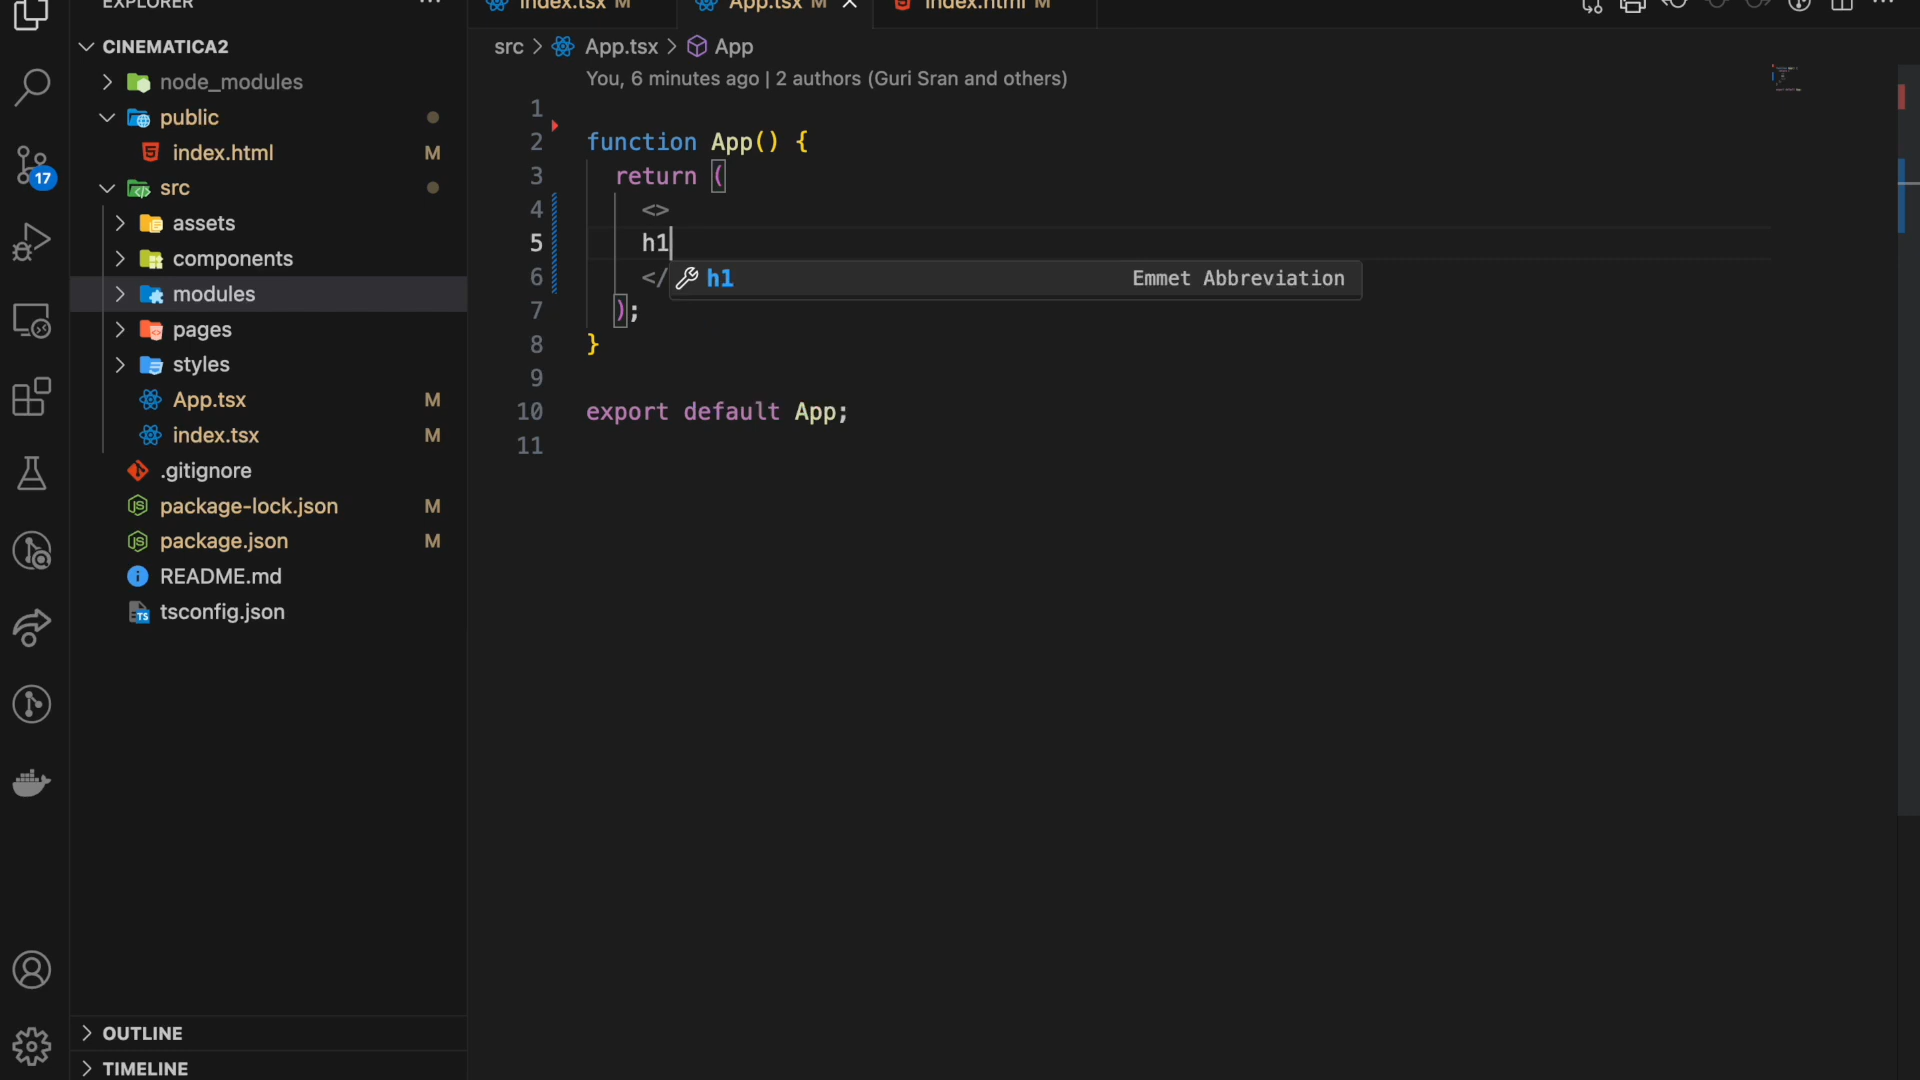 EXPLORER
CINEMATICA2
node_modules
public
index.html M
src
assets
components
modules
pages
styles
App.tsx M
index.tsx M
.gitignore
package-lock.json M
package.json M
README.md
tsconfig.json
OUTLINE
TIMELINE
17
index.tsx M
App.tsx M
index.html M
src > App.tsx > App
You, 6 minutes ago | 2 authors (Guri Sran and others)
1
2 function App() {
3 return (
4 <>
5 h1
6 </
h1 Emmet Abbreviation
7 );
8 }
9
10 export default App;
11